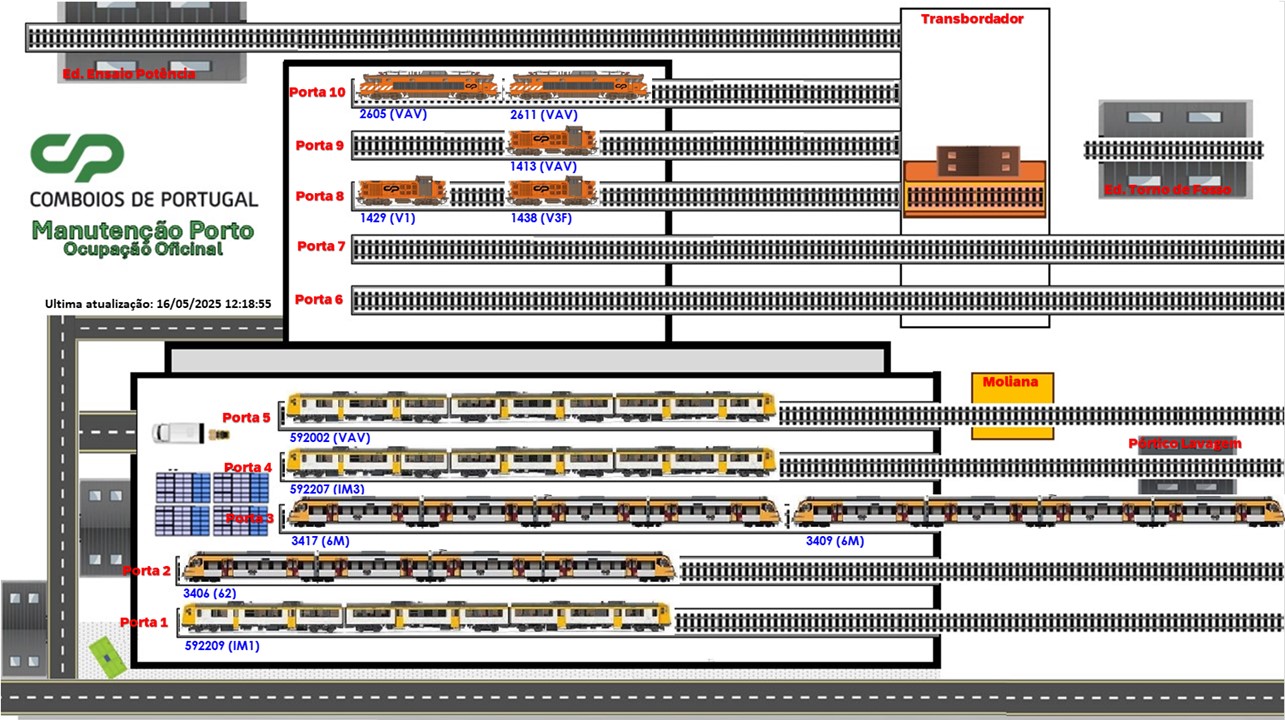 Transbordador
Ed. Ensaio Potência
Porta 10
2605 (VAV)
2611 (VAV)
Porta 9
1413 (VAV)
Ed. Torno de Fosso
Porta 8
1429 (V1)
1438 (V3F)
CP
COMBOIOS DE PORTUGAL
Manutenção Porto
Ocupação Oficinal
Porta 7
Porta 6
Ultima atualização: 16/05/2025 12:18:55
Moliana
Porta 5
592002 (VAV)
Pórtico Lavagem
Porta 4
592207 (IM3)
Porta 3
3417 (6M)
3409 (6M)
Porta 2
3406 (62)
Porta 1
592209 (IM1)